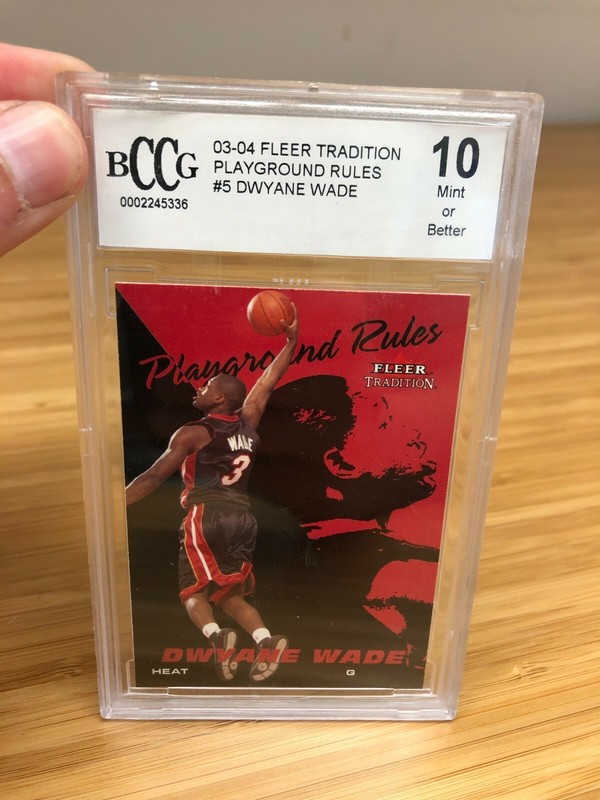 BCCG
0002245336
03-04 FLEER TRADITION
PLAYGROUND RULES
#5 DWYANE WADE
10
Mint
or
Better
Playground Rules
FLEER
TRADITION
WADE
3
DWYANE WADE
HEAT
G